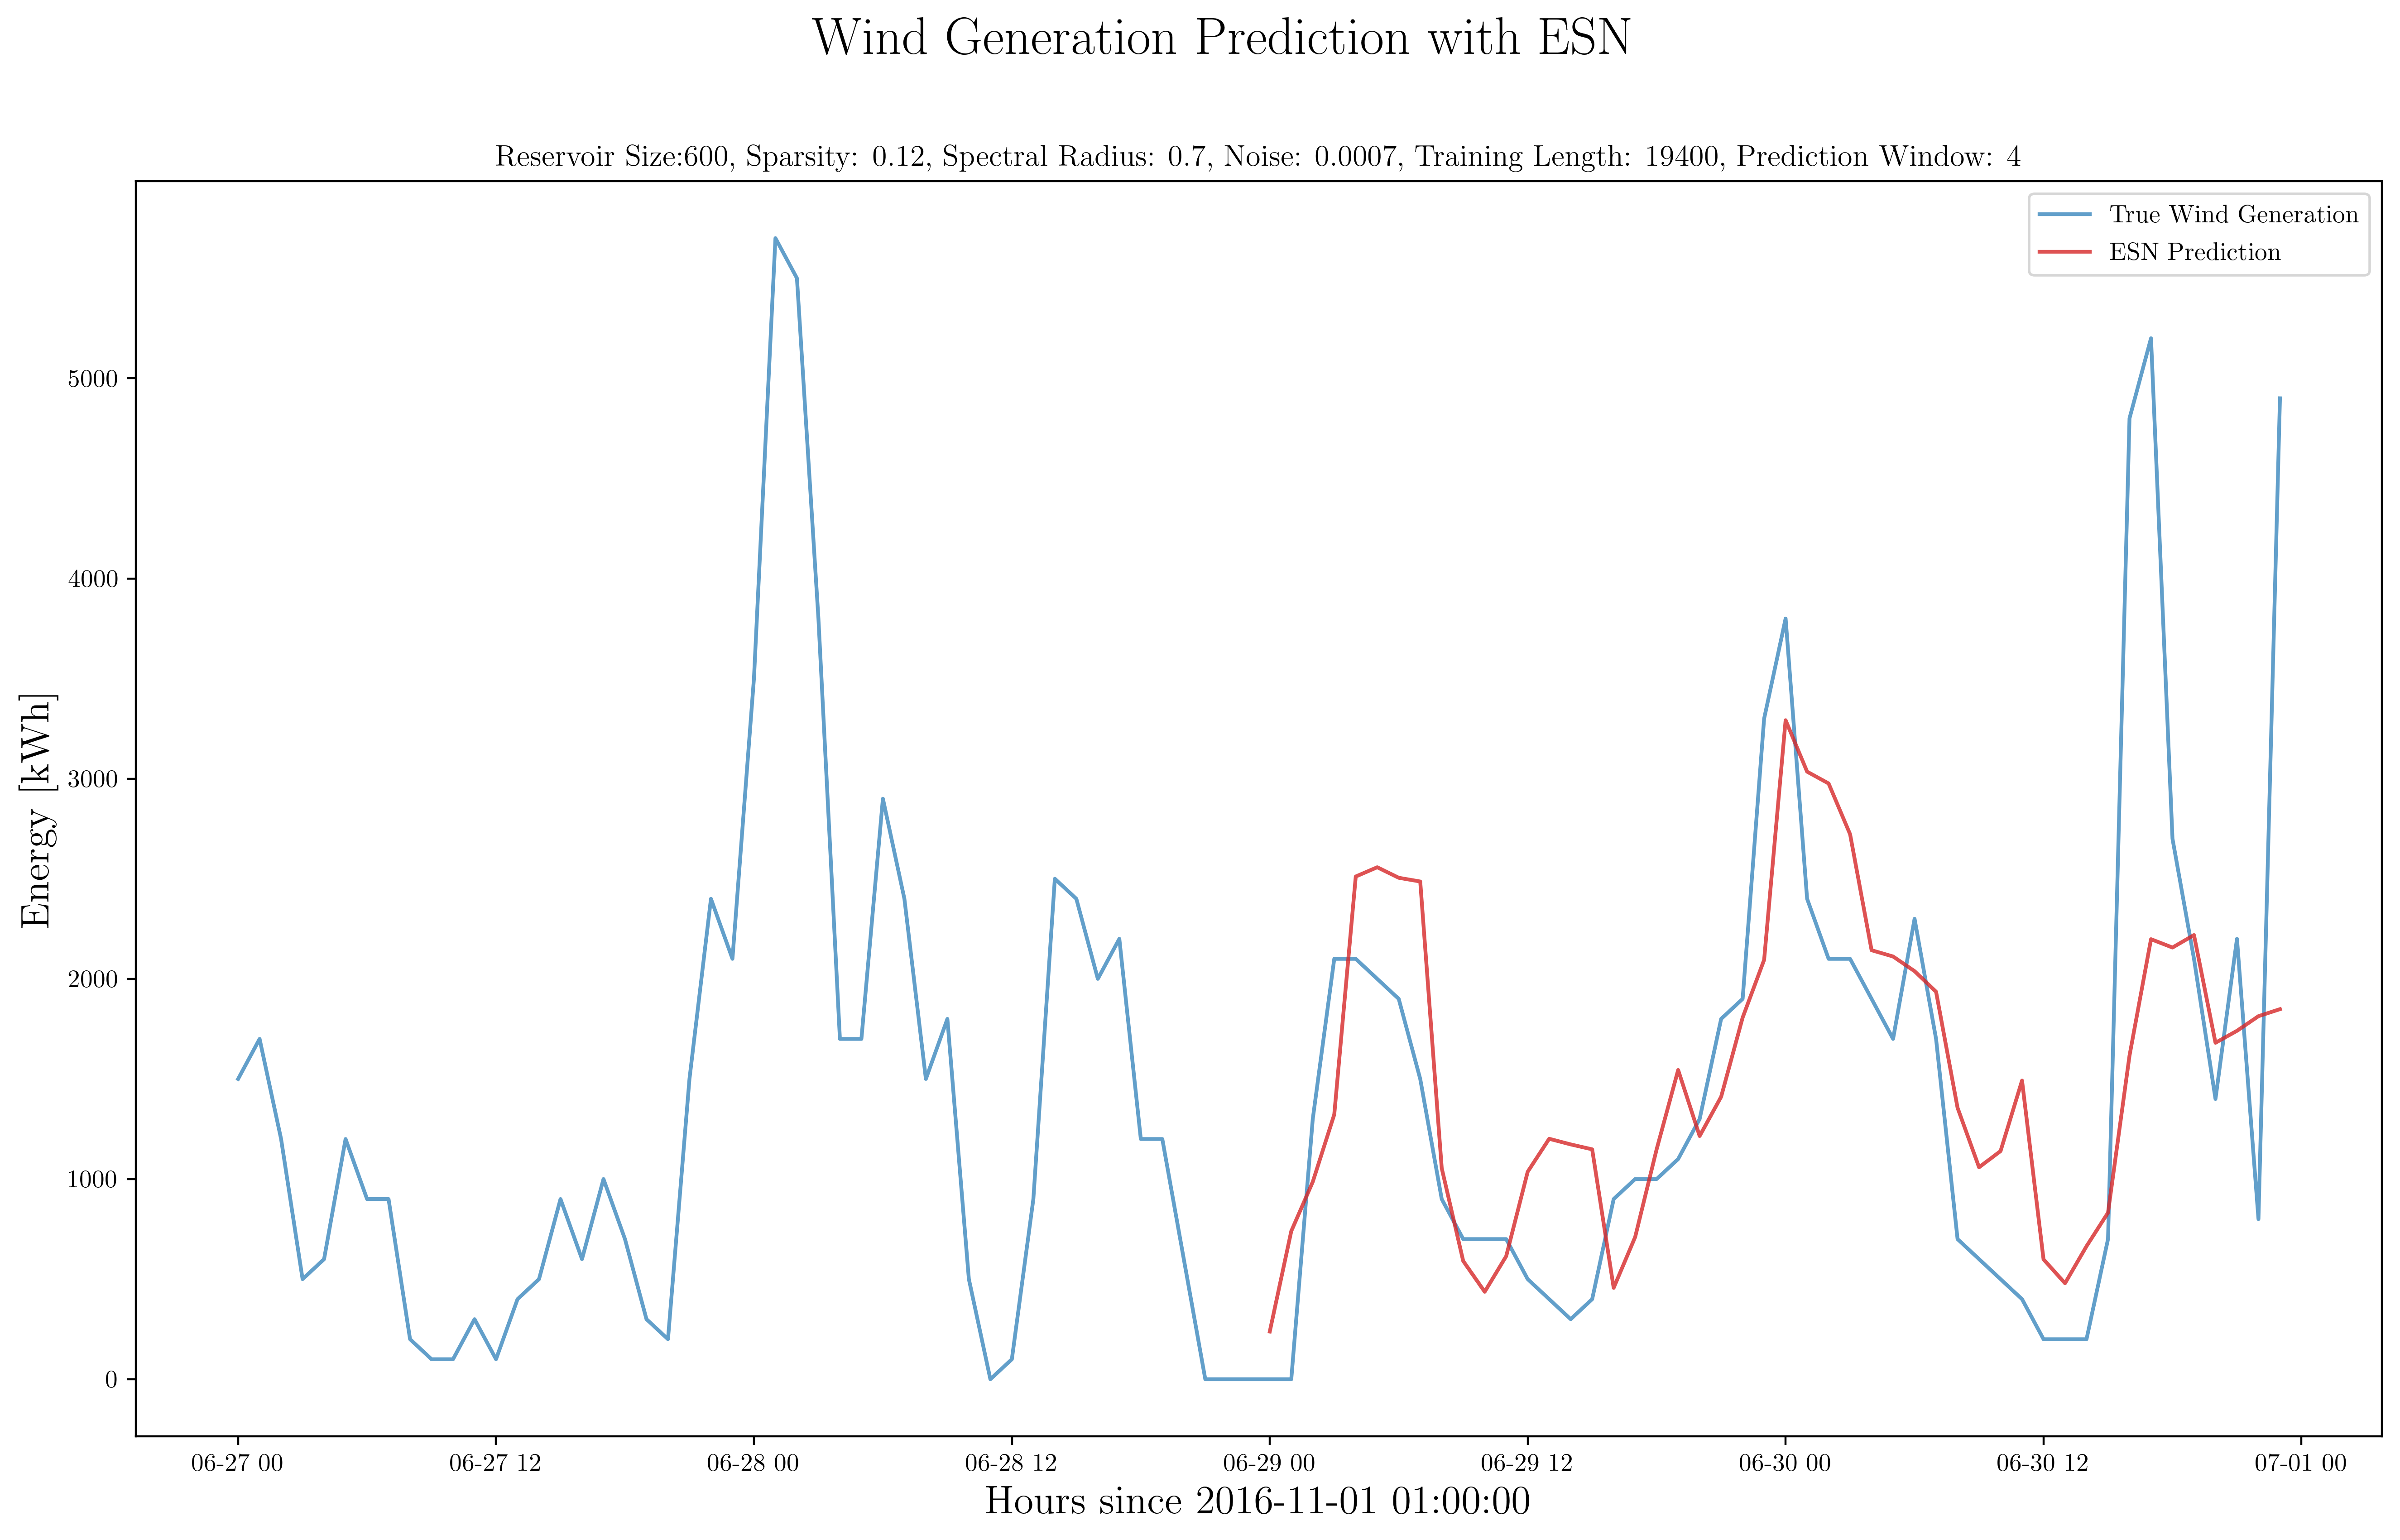 Wind Generation Prediction with ESN
Reservoir Size:600, Sparsity: 0.12, Spectral Radius: 0.7, Noise: 0.0007, Training Length: 19400, Prediction Window: 4
True Wind Generation
ESN Prediction
Energy [kWh]
5000
4000
3000
2000
1000
0
06-27 00
06-27 12
06-28 00
06-28 12
06-29 00
06-29 12
06-30 00
06-30 12
07-01 00
Hours since 2016-11-01 01:00:00